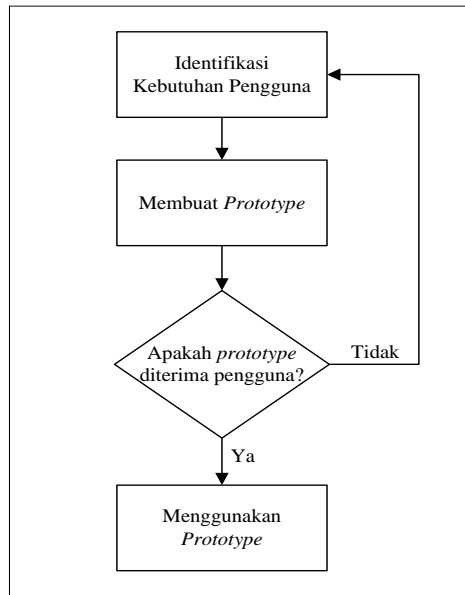 Identifikasi
Kebutuhan Pengguna
Membuat Prototype
Apakah prototype
diterima pengguna?
Tidak
Ya
Menggunakan
Prototype